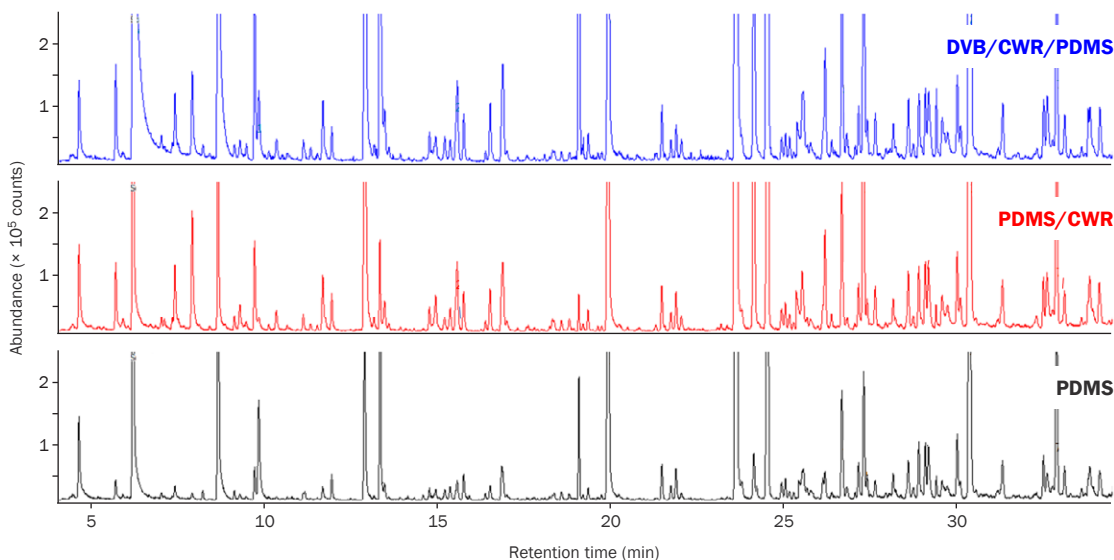 2
DVB/CWR/PDMS
1
2
PDMS/CWR
1
Abundance (× 10⁵ counts)
2
PDMS
1
5 10 15 20 25 30
Retention time (min)